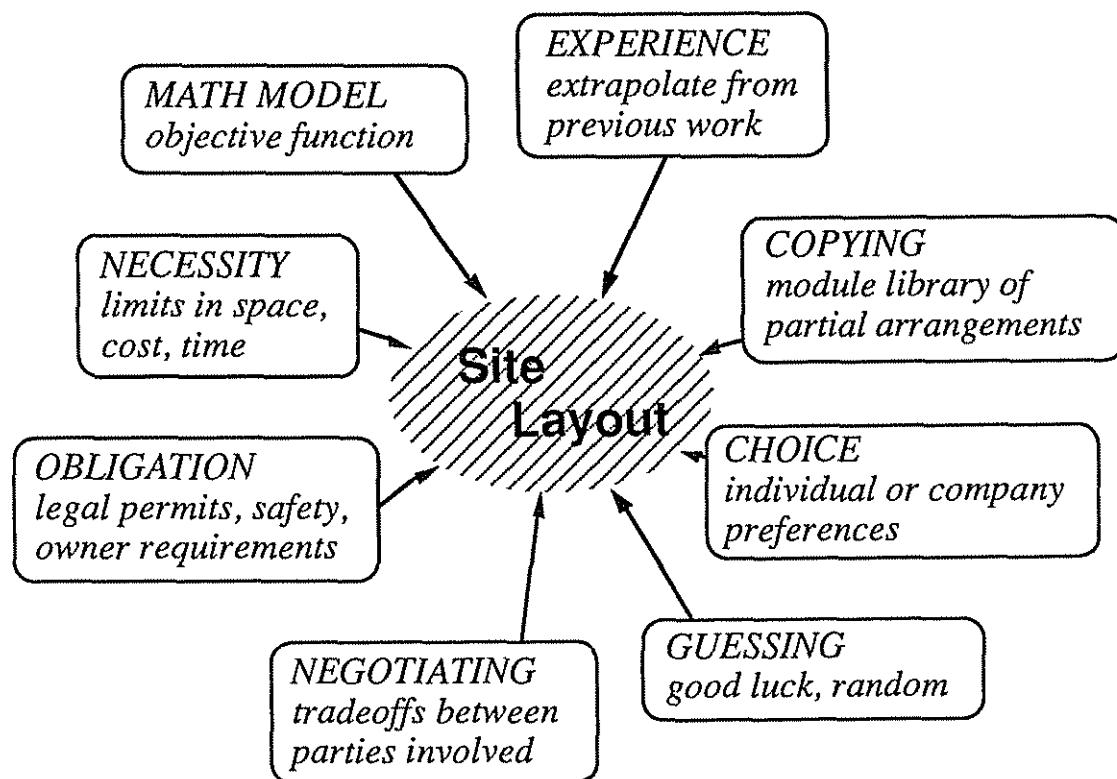 EXPERIENCE
extrapolate from
previous work
MATH MODEL
objective function
COPYING
module library of
partial arrangements
NECESSITY
limits in space,
cost, time
Site
Layout
CHOICE
individual or company
preferences
OBLIGATION
legal permits, safety,
owner requirements
GUESSING
good luck, random
NEGOTIATING
tradeoffs between
parties involved